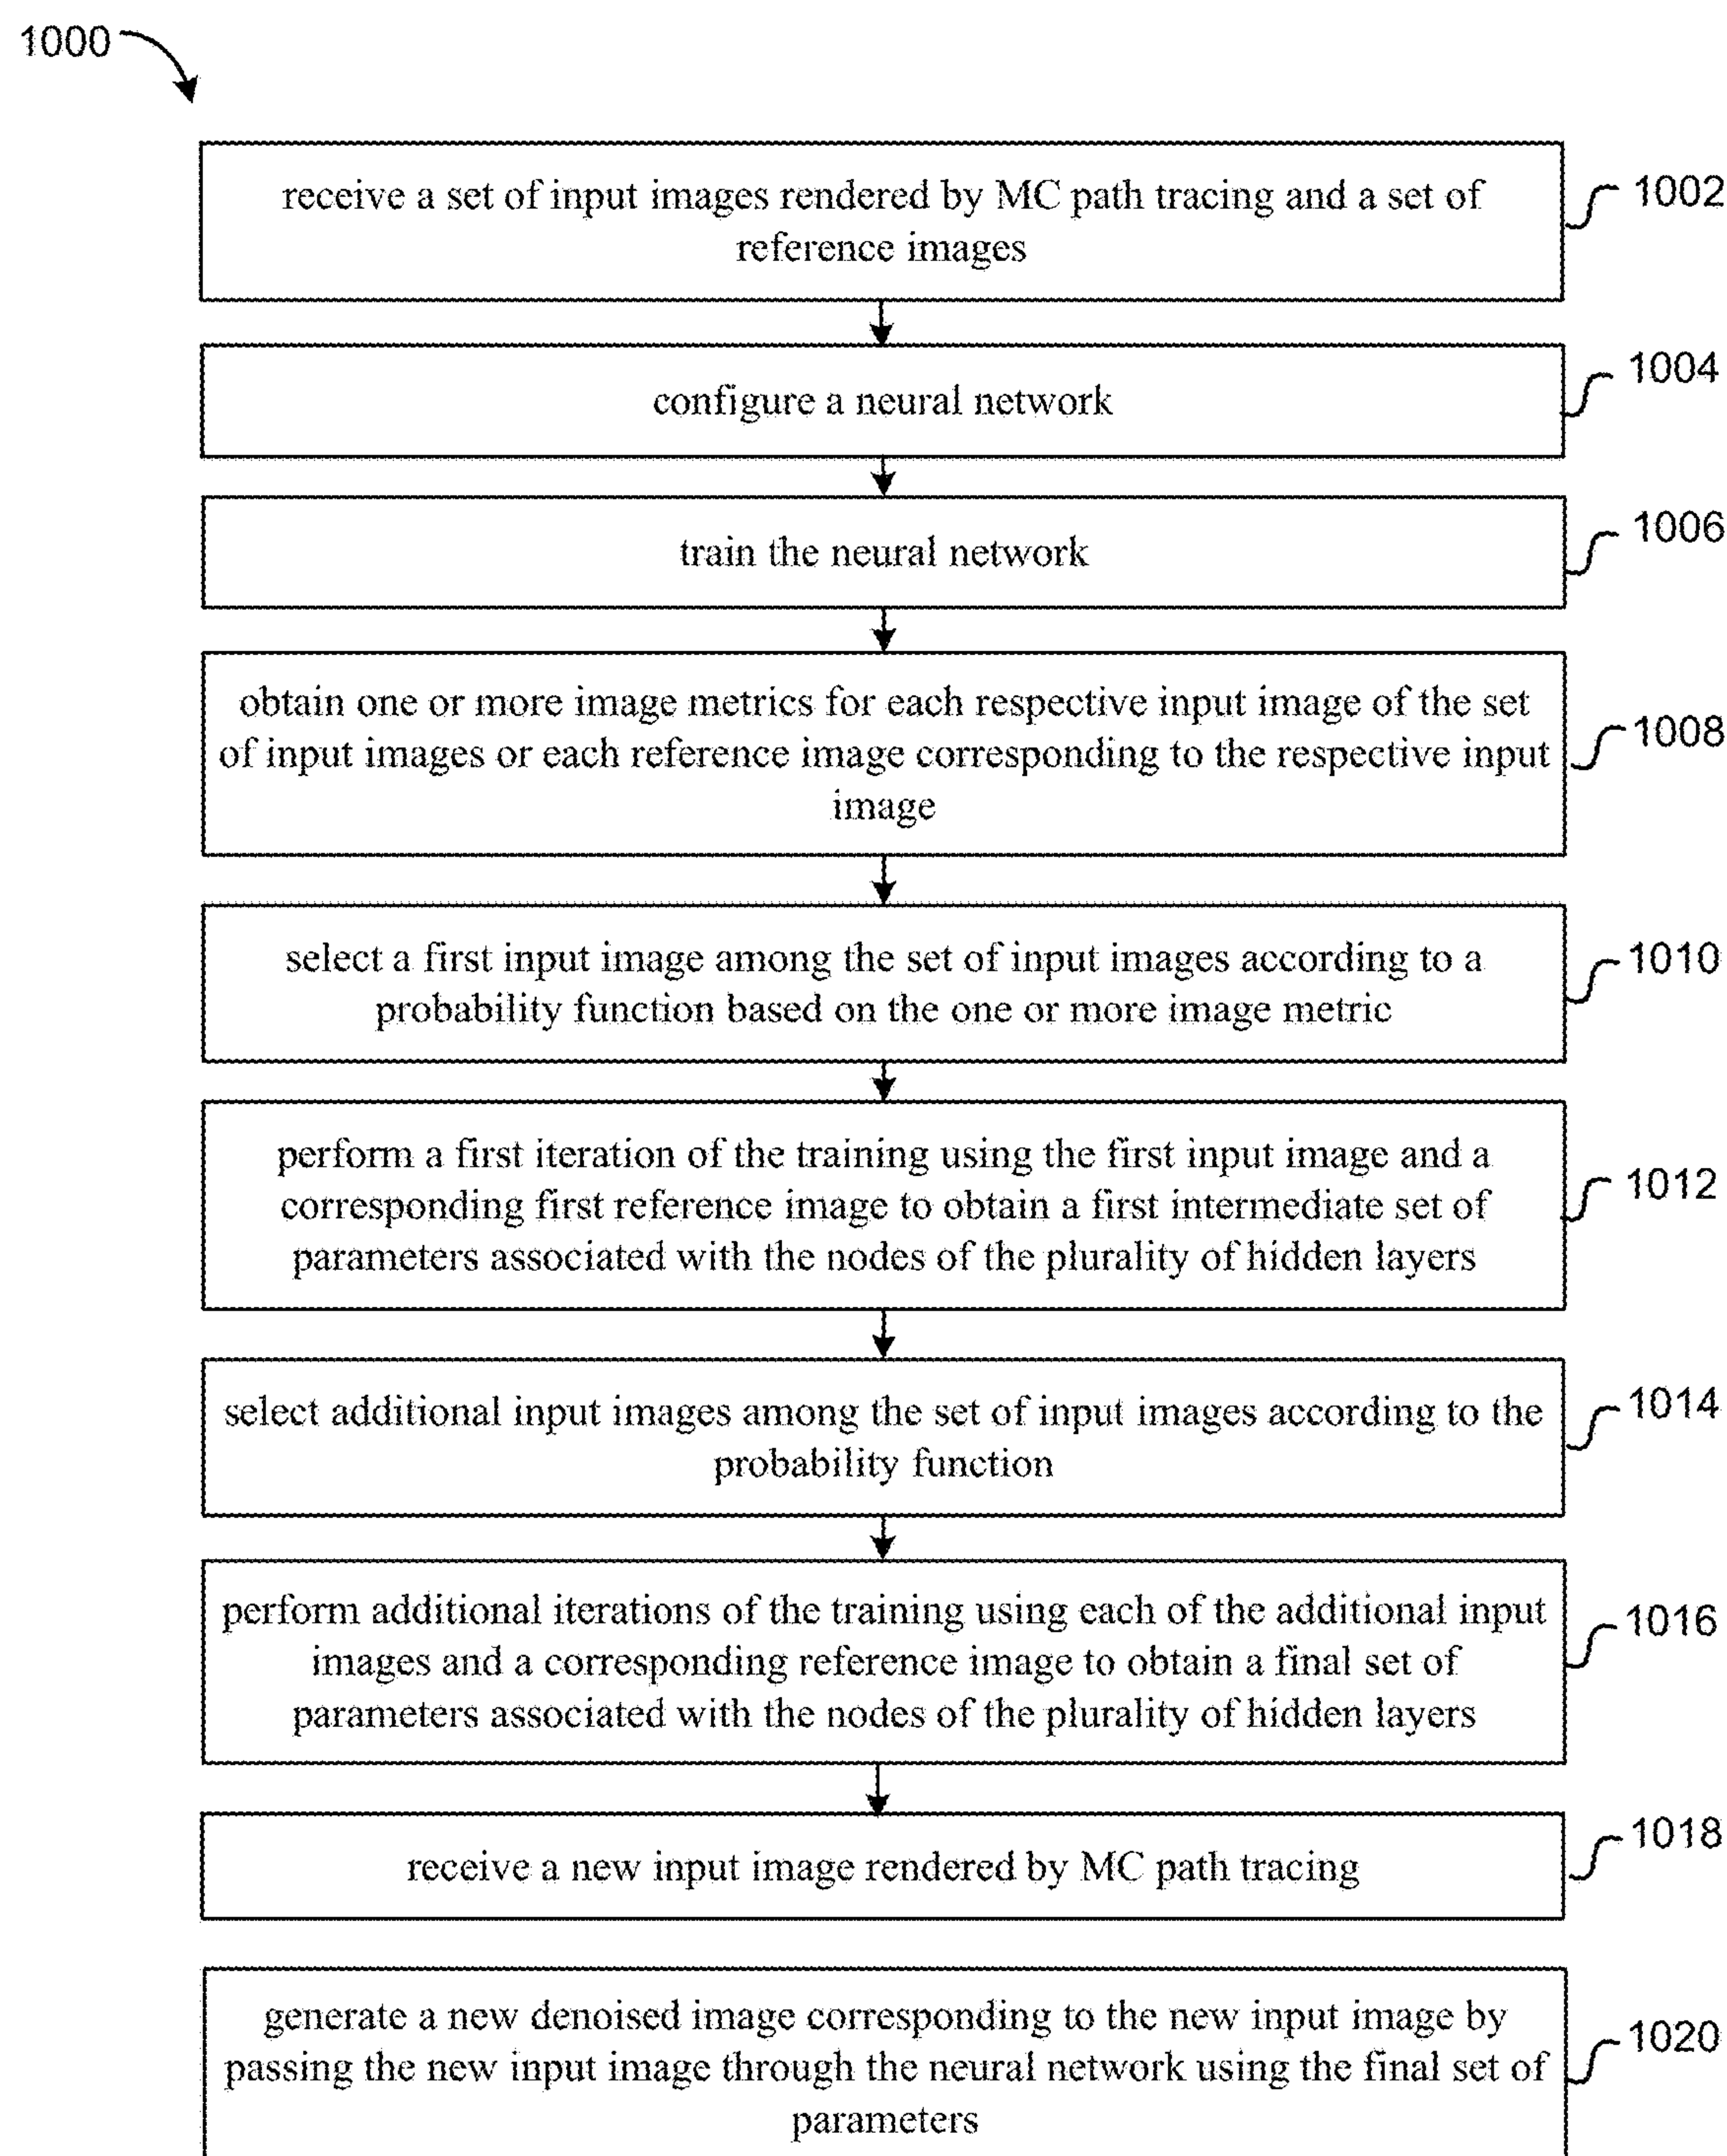 1000
receive a set of input images rendered by MC path tracing and a set of
reference images
1002
configure a neural network
1004
train the neural network
1006
obtain one or more image metrics for each respective input image of the set
of input images or each reference image corresponding to the respective input
image
1008
select a first input image among the set of input images according to a
probability function based on the one or more image metric
1010
perform a first iteration of the training using the first input image and a
corresponding first reference image to obtain a first intermediate set of
parameters associated with the nodes of the plurality of hidden layers
1012
select additional input images among the set of input images according to the
probability function
1014
perform additional iterations of the training using each of the additional input
images and a corresponding reference image to obtain a final set of
parameters associated with the nodes of the plurality of hidden layers
1016
receive a new input image rendered by MC path tracing
1018
generate a new denoised image corresponding to the new input image by
passing the new input image through the neural network using the final set of
parameters
1020